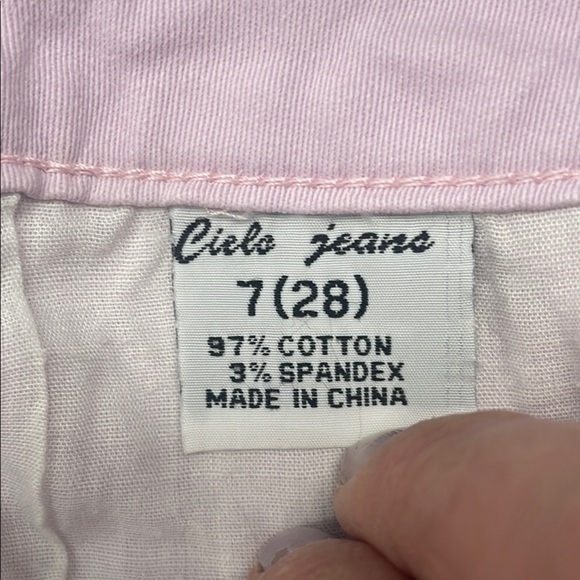 Cielo jeans
7(28)
97% COTTON
3% SPANDEX
MADE IN CHINA